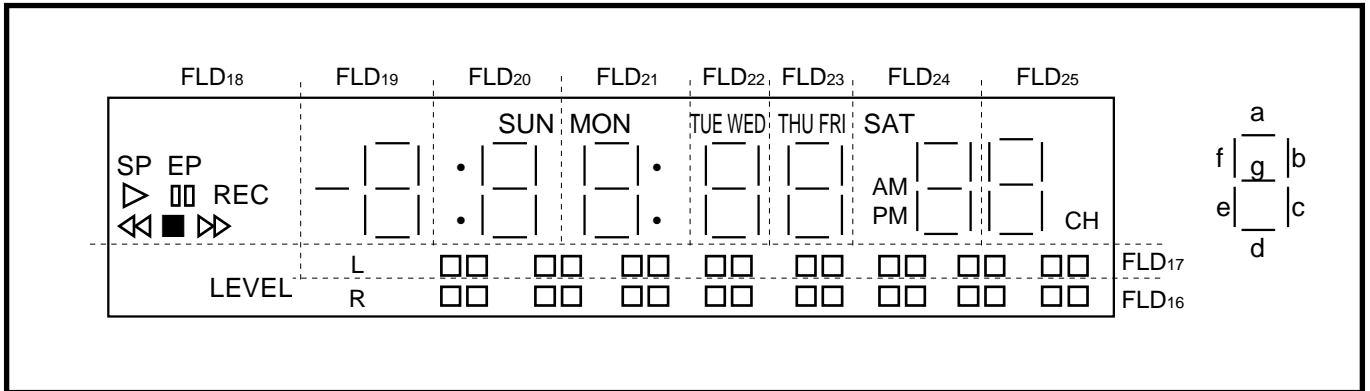 FLD18 FLD19 FLD20 FLD21 FLD22 FLD23 FLD24 FLD25
SUN MON TUE WED THU FRI SAT
SP EP
REC
AM
PM
CH
L
FLD17
LEVEL
R
FLD16
a
f g b
e c
d